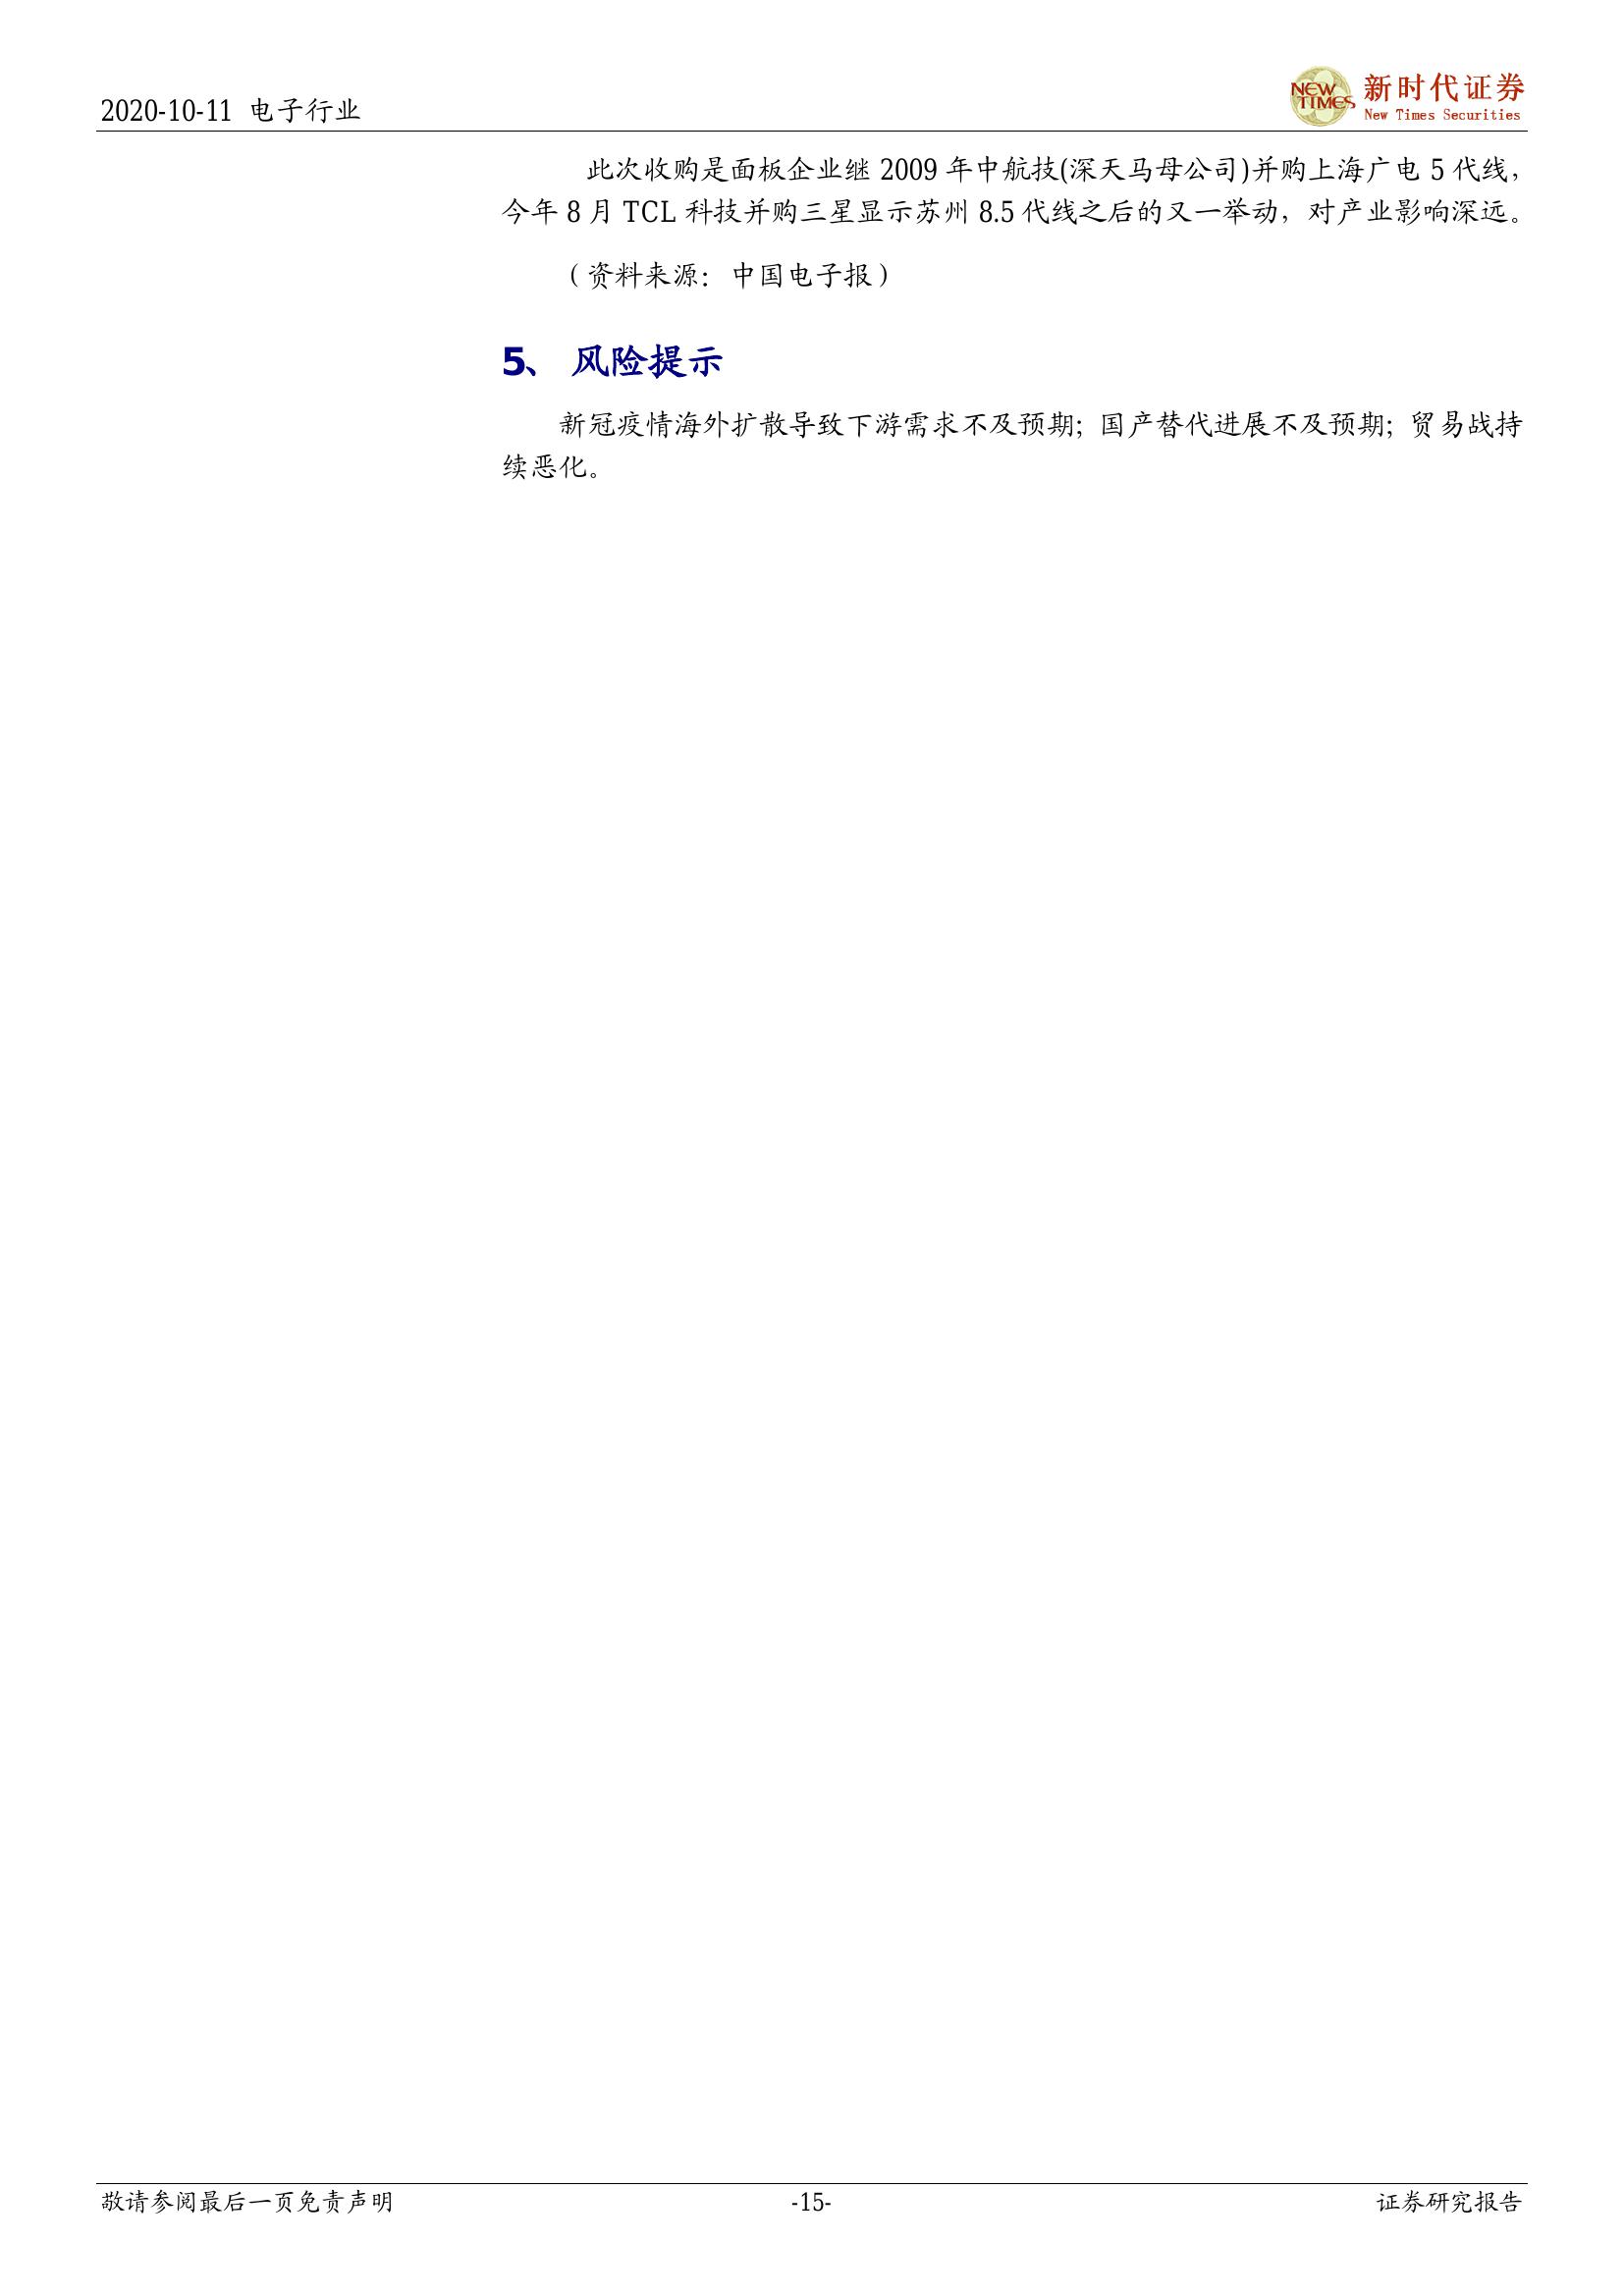 2020-10-11 电子行业
NEW TIMES 新时代证券
New Times Securities
此次收购是面板企业继 2009 年中航技(深天马母公司)并购上海广电 5 代线，
今年 8 月 TCL 科技并购三星显示苏州 8.5 代线之后的又一举动，对产业影响深远。
（资料来源：中国电子报）
5、 风险提示
新冠疫情海外扩散导致下游需求不及预期；国产替代进展不及预期；贸易战持
续恶化。
敬请参阅最后一页免责声明 -15- 证券研究报告